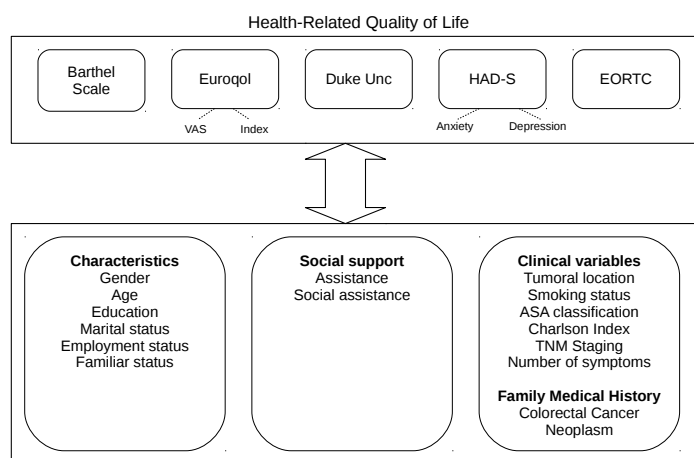 Health-Related Quality of Life
Barthel
Scale
Euroqol
Duke Unc
HAD-S
EORTC
VAS
Index
Anxiety
Depression
Characteristics
Gender
Age
Education
Marital status
Employment status
Familiar status
Social support
Assistance
Social assistance
Clinical variables
Tumoral location
Smoking status
ASA classification
Charlson Index
TNM Staging
Number of symptoms
Family Medical History
Colorectal Cancer
Neoplasm